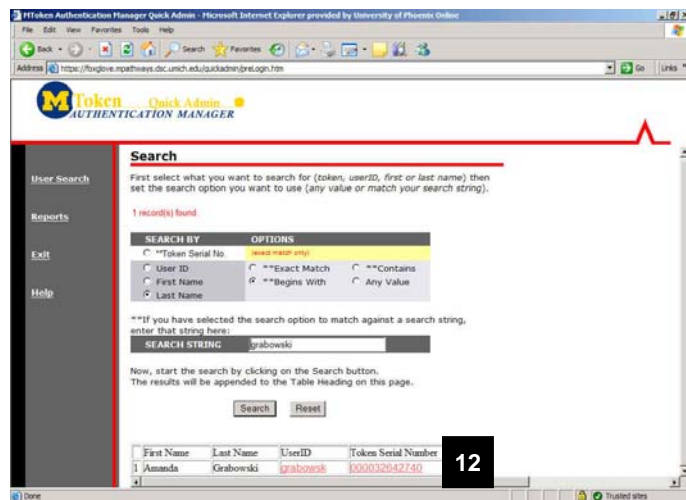 MToken Authentication Manager Quick Admin - Microsoft Internet Explorer provided by University of Phoenix Online
File Edit View Favorites Tools Help
Back Search Favorites
Address https://foxglove.mpathways.dsc.umich.edu/quickadmin/preLogin.htm Go Links
M Token Quick Admin
AUTHENTICATION MANAGER
Search
User Search
First select what you want to search for (token, userID, first or last name) then
set the search option you want to use (any value or match your search string).
Reports
1 record(s) found
SEARCH BY OPTIONS
Exit
**Token Serial No. (exact match only)
User ID **Exact Match **Contains
First Name **Begins With Any Value
Help
Last Name
**If you have selected the search option to match against a search string,
enter that string here:
SEARCH STRING grabowski
Now, start the search by clicking on the Search button.
The results will be appended to the Table Heading on this page.
Search Reset
First Name Last Name UserID Token Serial Number
1 Amanda Grabowski grabowsk 000032642740
12
Done Trusted sites